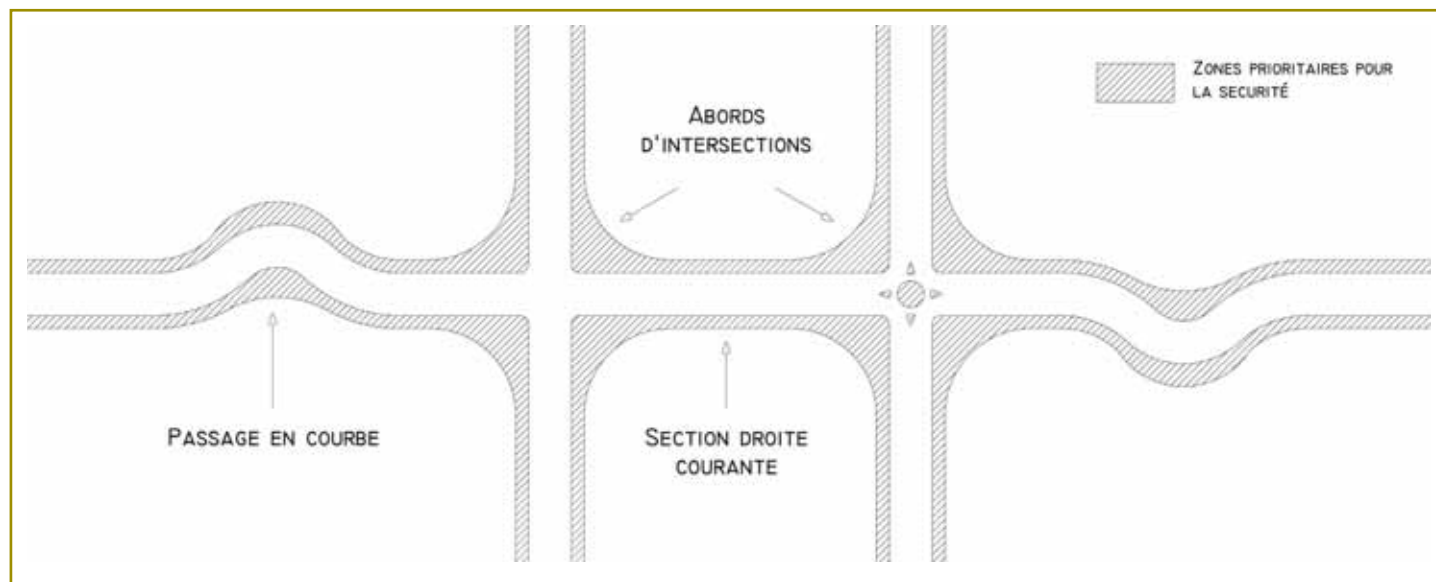 ZONES PRIORITAIRES POUR
LA SECURITÉ
ABORDS
D'INTERSECTIONS
PASSAGE EN COURBE
SECTION DROITE
COURANTE